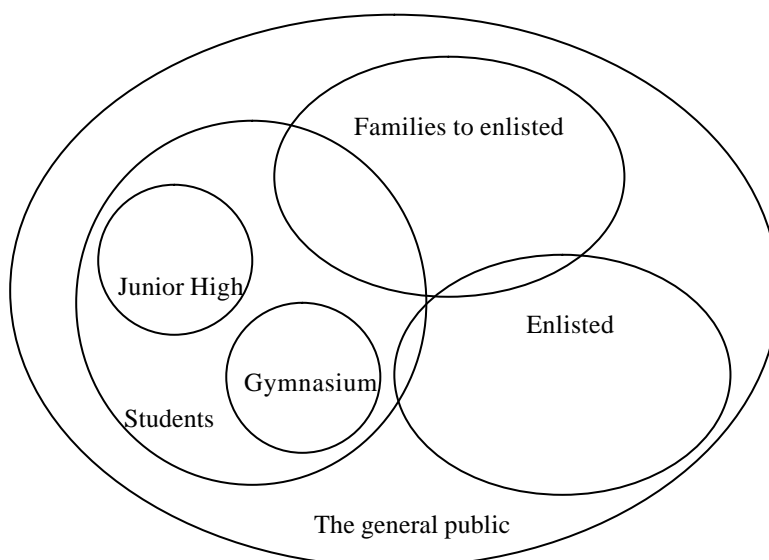 Families to enlisted
Junior High
Enlisted
Gymnasium
Students
The general public